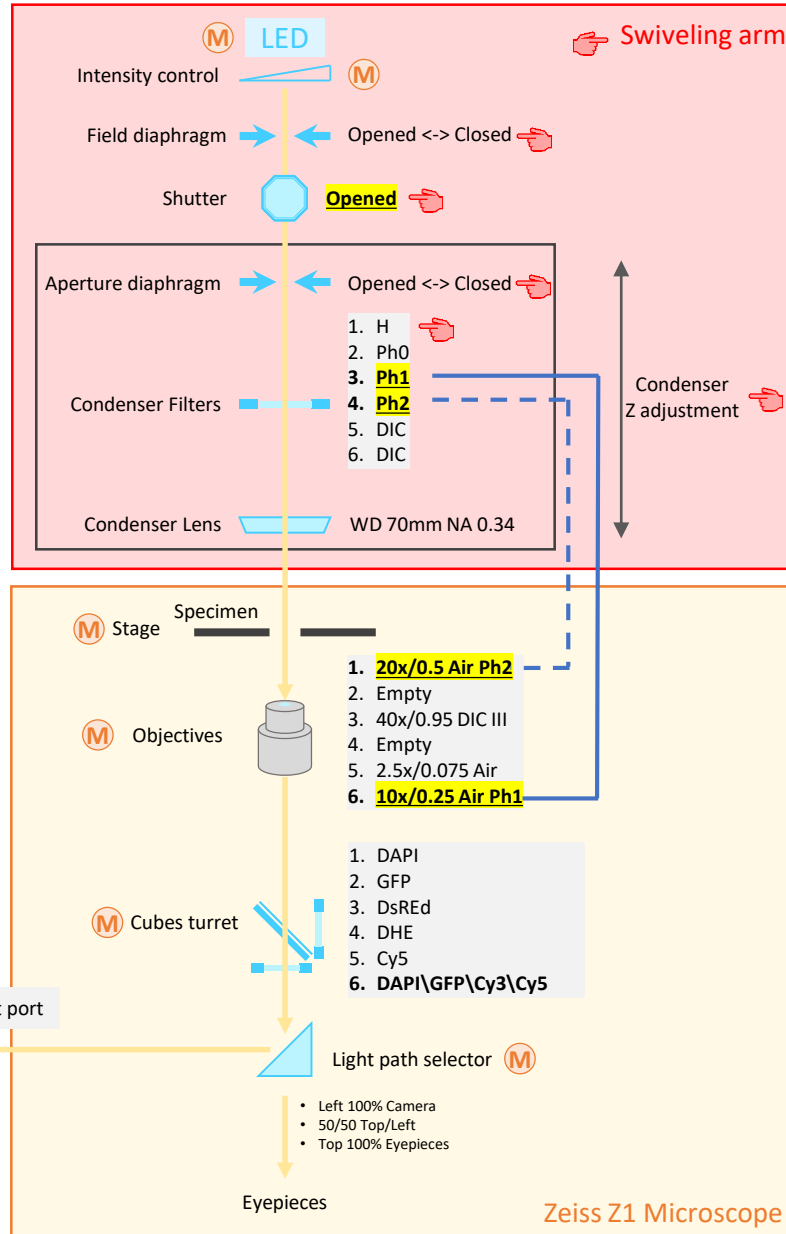 M LED
Swiveling arm
Intensity control M
Field diaphragm Opened <-> Closed
Shutter Opened
Aperture diaphragm Opened <-> Closed
1. H
2. Ph0
3. Ph1
Condenser Filters 4. Ph2
5. DIC
6. DIC
Condenser
Z adjustment
Condenser Lens WD 70mm NA 0.34
Specimen
M Stage
1. 20x/0.5 Air Ph2
2. Empty
M Objectives 3. 40x/0.95 DIC III
4. Empty
5. 2.5x/0.075 Air
6. 10x/0.25 Air Ph1
1. DAPI
2. GFP
3. DsREd
M Cubes turret 4. DHE
5. Cy5
6. DAPI\GFP\Cy3\Cy5
port
Light path selector M
• Left 100% Camera
• 50/50 Top/Left
• Top 100% Eyepieces
Eyepieces
Zeiss Z1 Microscope